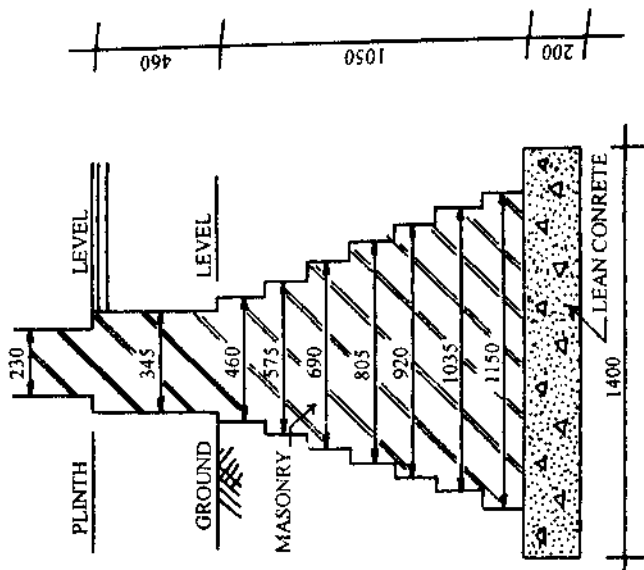 230
PLINTH
LEVEL
460
345
GROUND
LEVEL
460
575
MASONRY
690
1050
805
920
1035
1150
200
LEAN CONRETE
1400